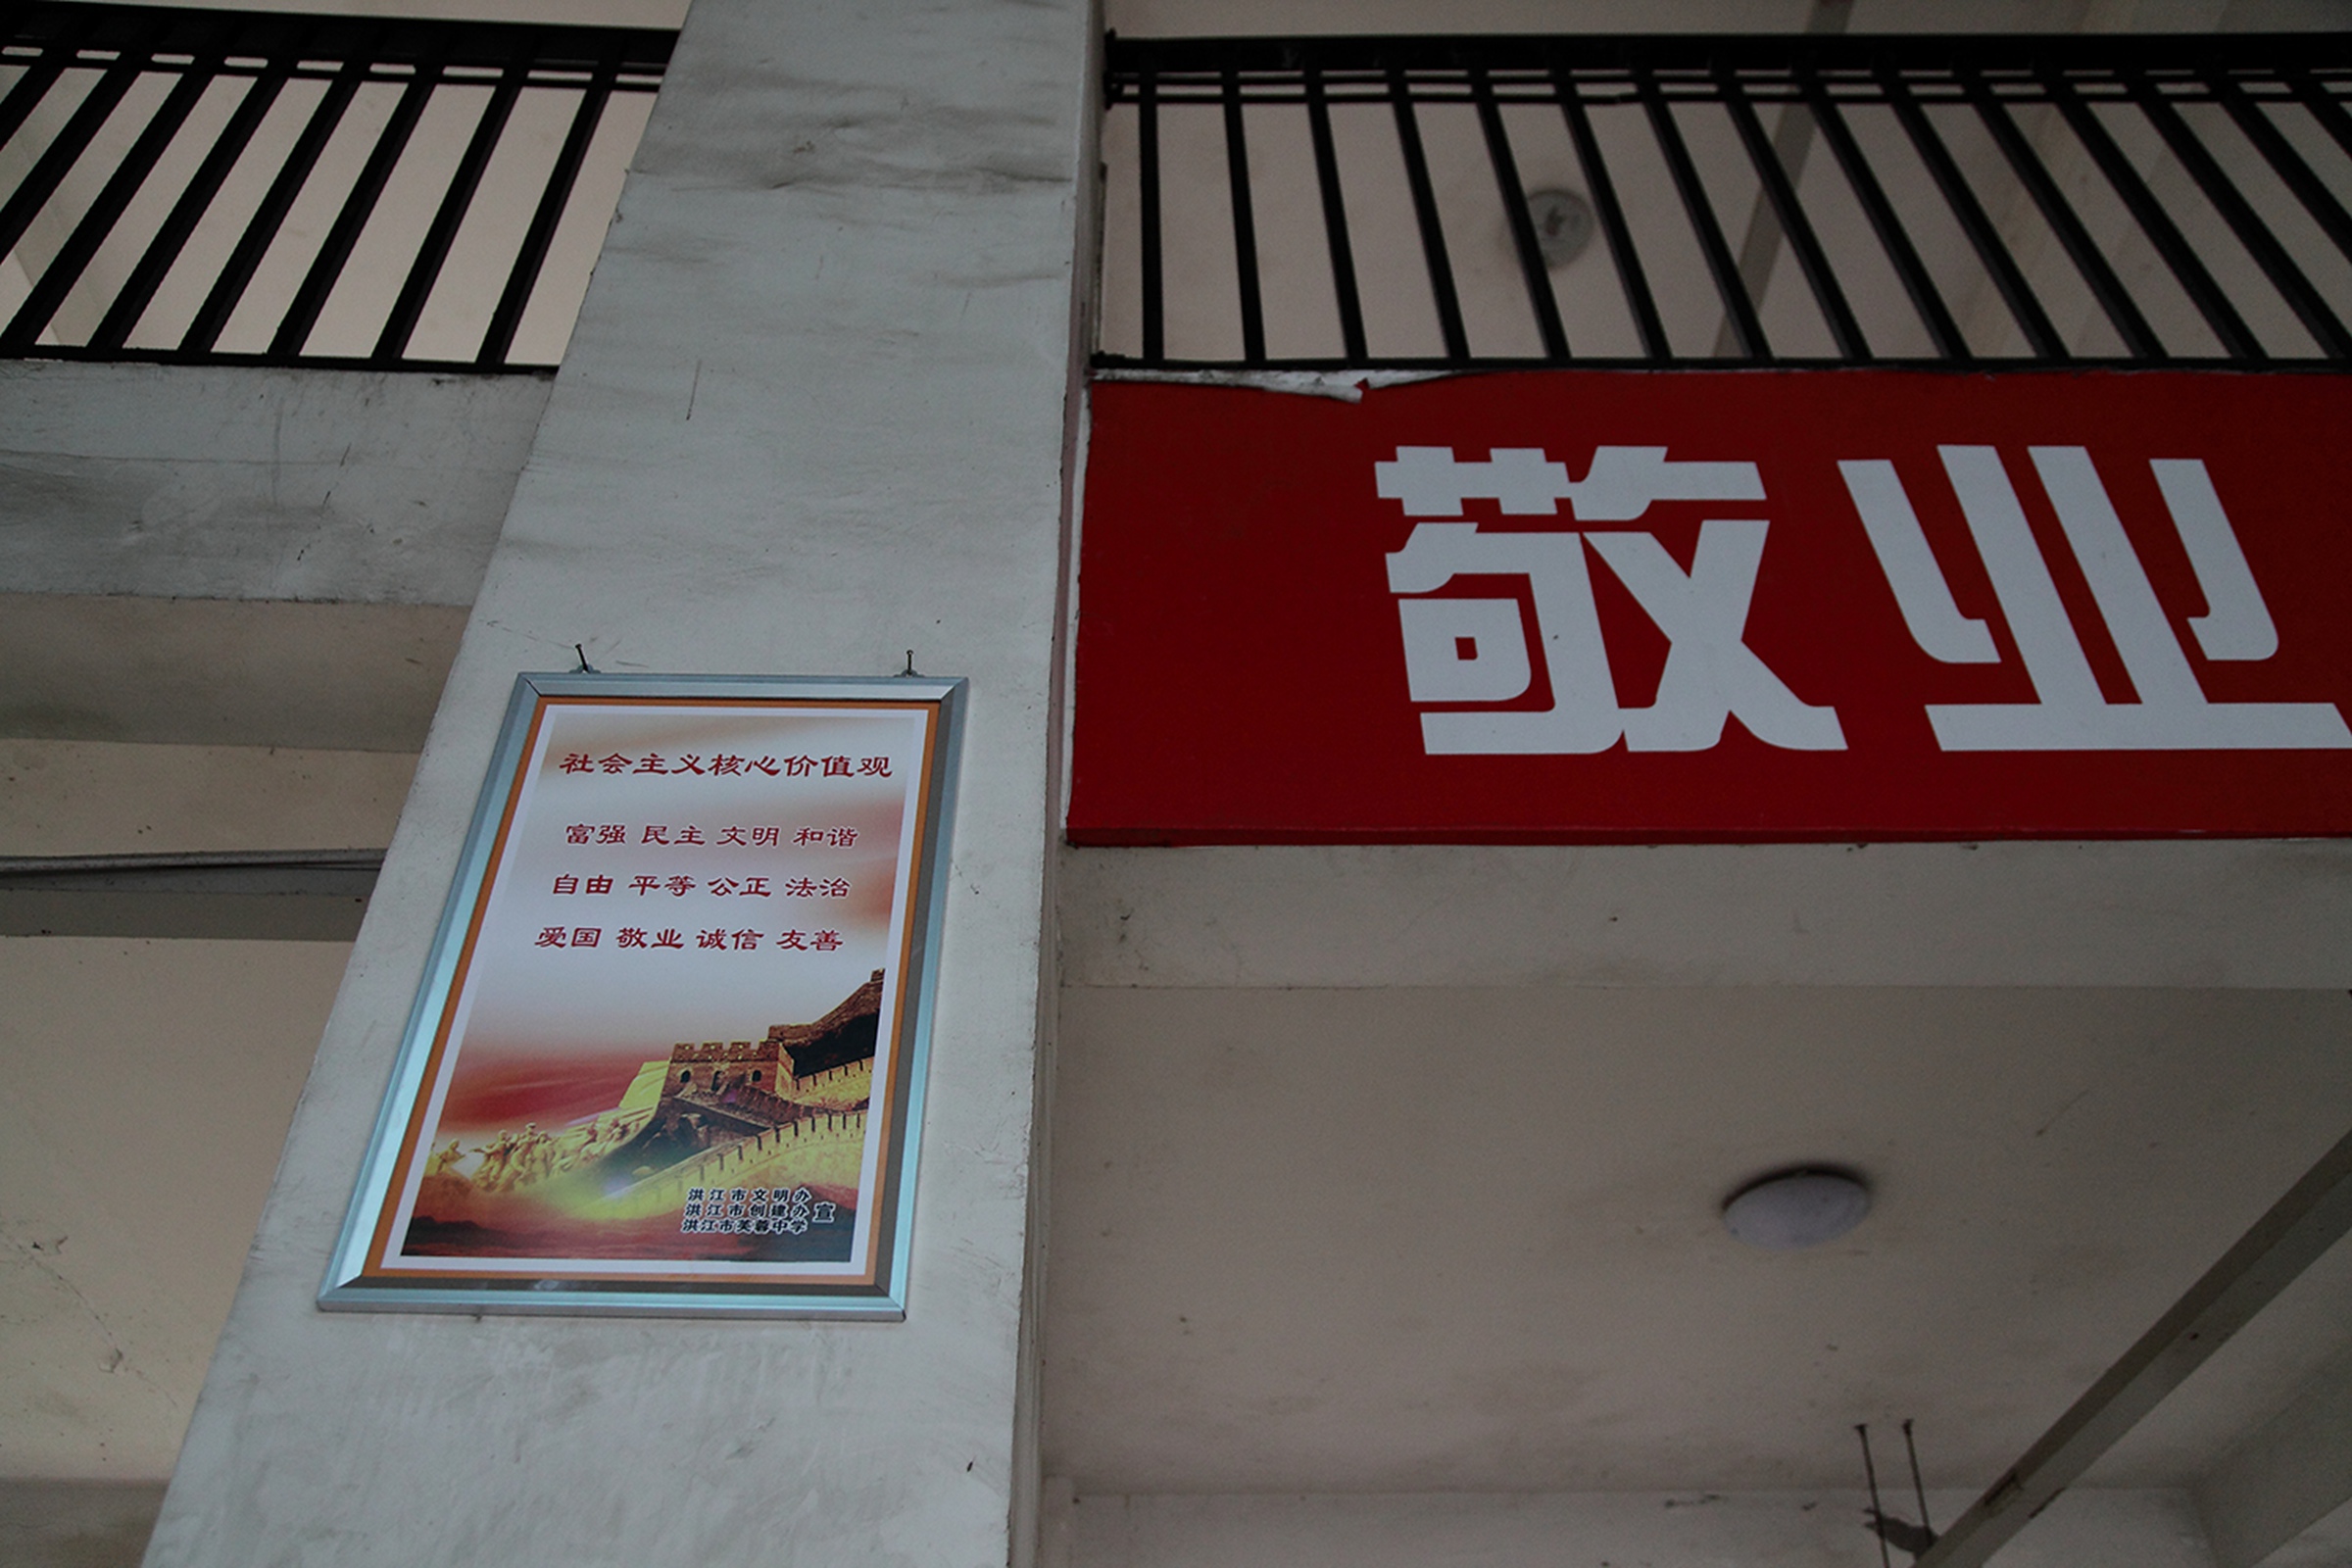 敬业
社会主义核心价值观
富强 民主 文明 和谐
自由 平等 公正 法治
爱国 敬业 诚信 友善
洪江市文明办
洪江市创建办 宣
洪江市芙蓉中学